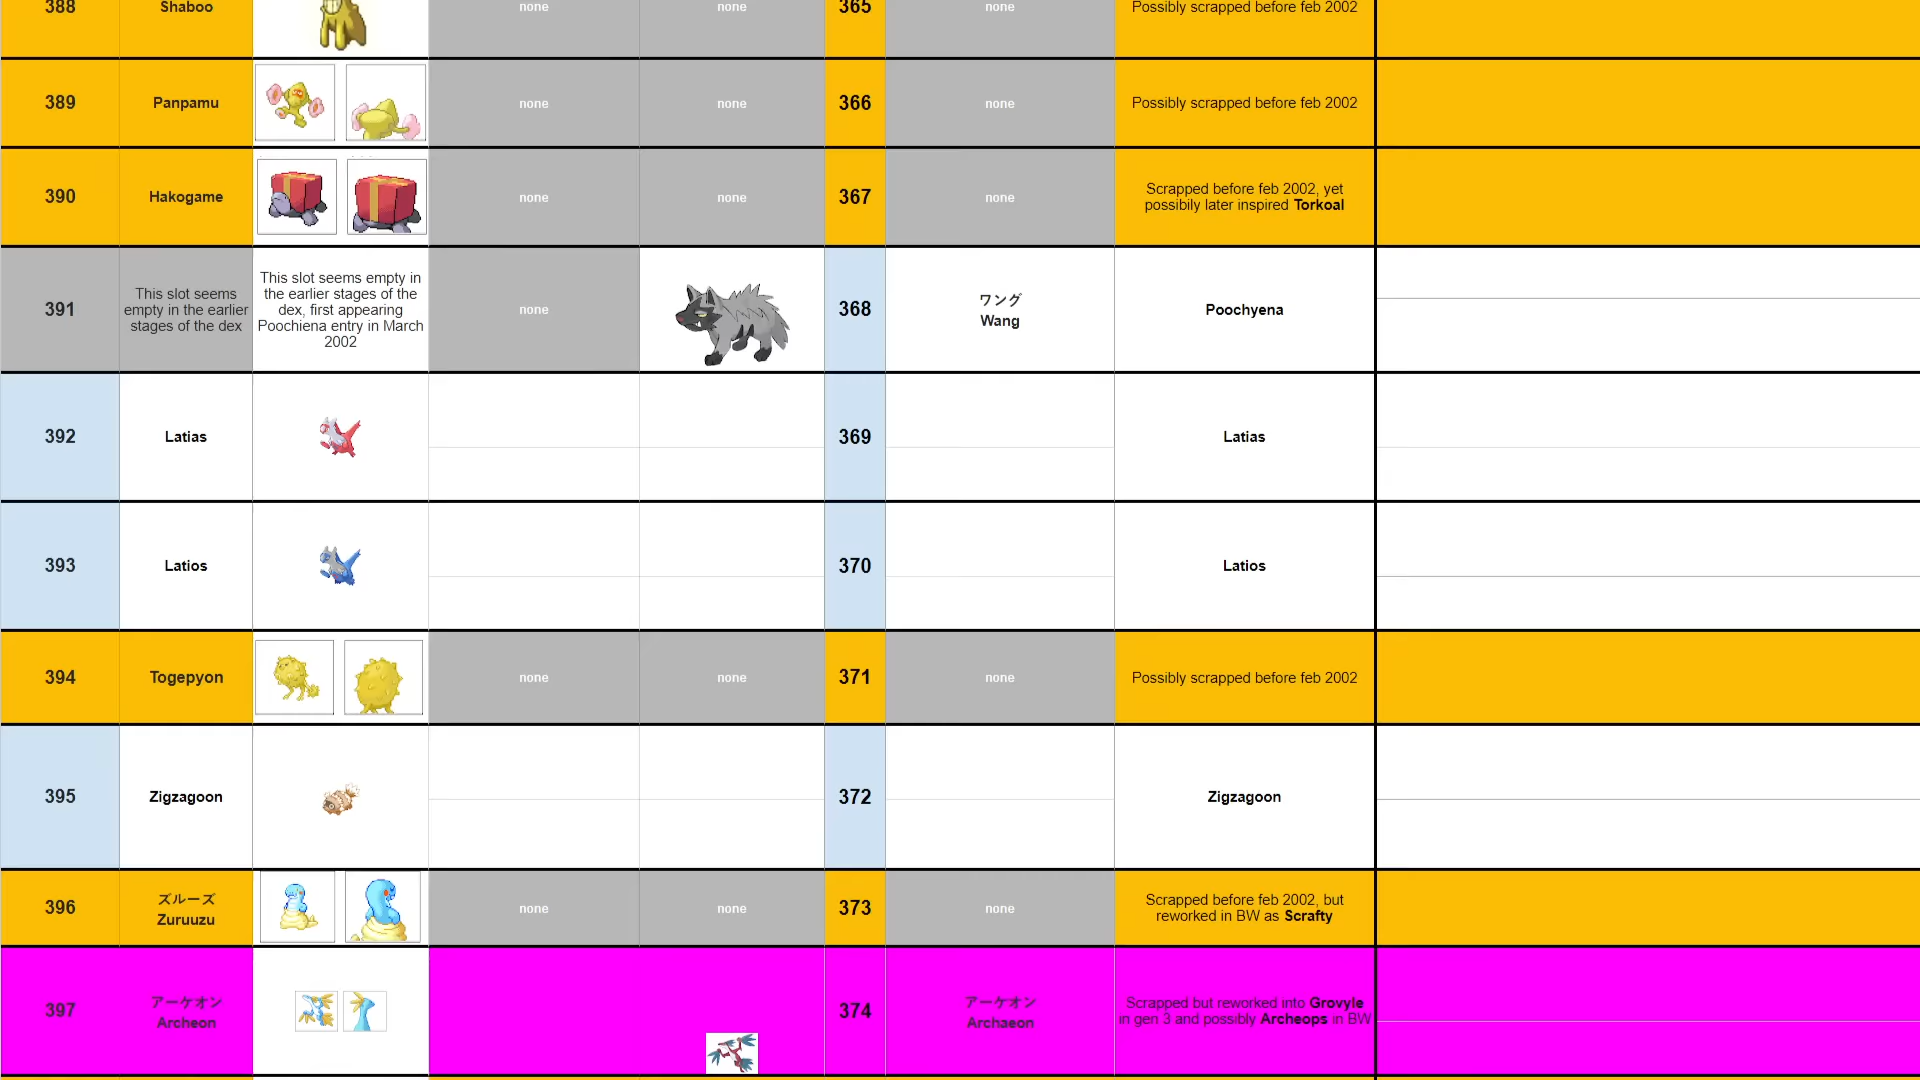 388
Shaboo
none
none
365
none
Possibly scrapped before feb 2002
389
Panpamu
none
none
366
none
Possibly scrapped before feb 2002
390
Hakogame
none
none
367
none
Scrapped before feb 2002, yet
possibily later inspired Torkoal
391
This slot seems
empty in the earlier
stages of the dex
This slot seems empty in
the earlier stages of the
dex, first appearing
Poochiena entry in March
2002
none
368
ワング
Wang
Poochyena
392
Latias
369
Latias
393
Latios
370
Latios
394
Togepyon
none
none
371
none
Possibly scrapped before feb 2002
395
Zigzagoon
372
Zigzagoon
396
ズルーズ
Zuruuzu
none
none
373
none
Scrapped before feb 2002, but
reworked in BW as Scrafty
397
アーケオン
Archeon
374
アーケオン
Archaeon
Scrapped but reworked into Grovyle
in gen 3 and possibly Archeops in BW